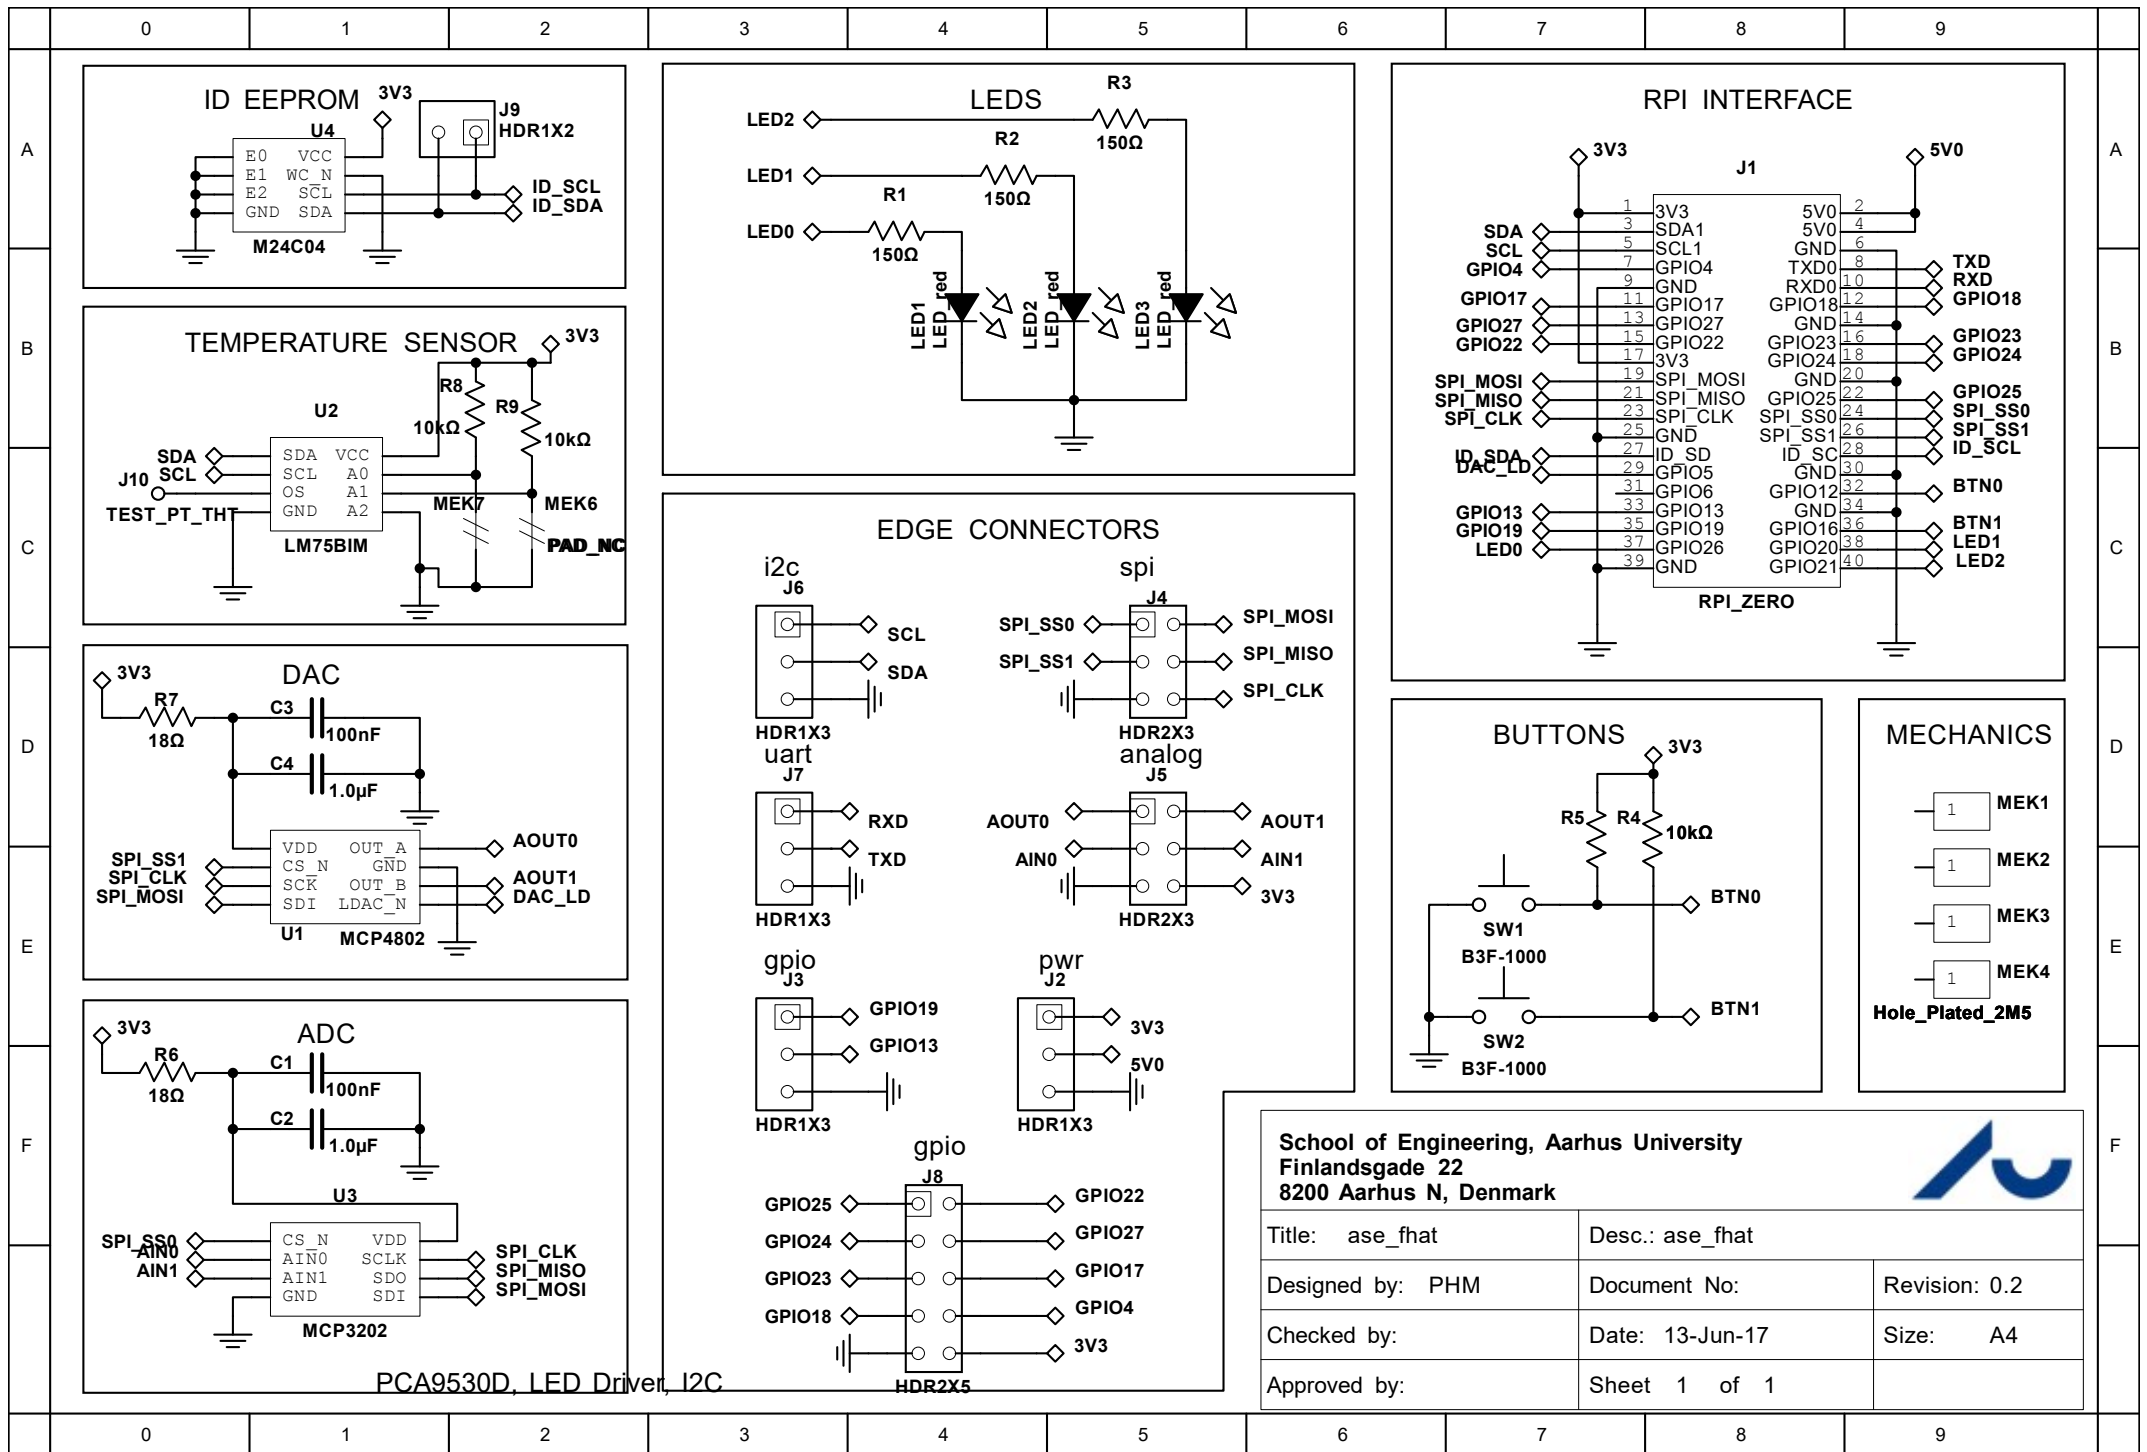 0 1 2 3 4 5 6 7 8 9
A
B
C
D
E
F
ID EEPROM
3V3
J9
HDR1X2
U4
E0 VCC
E1 WC_N
E2 SCL
GND SDA
M24C04
ID_SCL
ID_SDA
TEMPERATURE SENSOR
3V3
R8
10kΩ
R9
10kΩ
U2
SDA
SCL
J10
TEST_PT_THT
SDA VCC
SCL A0
OS A1
GND A2
LM75BIM
MEK7
MEK6
PAD_NC
DAC
3V3
R7
18Ω
C3
100nF
C4
1.0µF
SPI_SS1
SPI_CLK
SPI_MOSI
VDD OUT_A
CS_N GND
SCK OUT_B
SDI LDAC_N
U1
MCP4802
AOUT0
AOUT1
DAC_LD
ADC
3V3
R6
18Ω
C1
100nF
C2
1.0µF
U3
SPI_SS0
AIN0
AIN1
CS_N VDD
AIN0 SCLK
AIN1 SDO
GND SDI
MCP3202
SPI_CLK
SPI_MISO
SPI_MOSI
PCA9530D, LED Driver, I2C
LEDS
LED2
R3
150Ω
LED1
R2
150Ω
LED0
R1
150Ω
LED1
LED_red
LED2
LED_red
LED3
LED_red
EDGE CONNECTORS
i2c
J6
SCL
SDA
HDR1X3
spi
J4
SPI_SS0
SPI_SS1
SPI_MOSI
SPI_MISO
SPI_CLK
HDR2X3
uart
J7
RXD
TXD
HDR1X3
analog
J5
AOUT0
AIN0
AOUT1
AIN1
3V3
HDR2X3
gpio
J3
GPIO19
GPIO13
HDR1X3
pwr
J2
3V3
5V0
HDR1X3
gpio
J8
GPIO25
GPIO24
GPIO23
GPIO18
GPIO22
GPIO27
GPIO17
GPIO4
3V3
HDR2X5
RPI INTERFACE
3V3
5V0
J1
SDA
SCL
GPIO4
GPIO17
GPIO27
GPIO22
SPI_MOSI
SPI_MISO
SPI_CLK
ID_SDA
DAC_LD
GPIO13
GPIO19
LED0
1 3V3 5V0 2
3 SDA1 5V0 4
5 SCL1 GND 6
7 GPIO4 TXD0 8
9 GND RXD0 10
11 GPIO17 GPIO18 12
13 GPIO27 GND 14
15 GPIO22 GPIO23 16
17 3V3 GPIO24 18
19 SPI_MOSI GND 20
21 SPI_MISO GPIO25 22
23 SPI_CLK SPI_SS0 24
25 GND SPI_SS1 26
27 ID_SD ID_SC 28
29 GPIO5 GND 30
31 GPIO6 GPIO12 32
33 GPIO13 GND 34
35 GPIO19 GPIO16 36
37 GPIO26 GPIO20 38
39 GND GPIO21 40
RPI_ZERO
TXD
RXD
GPIO18
GPIO23
GPIO24
GPIO25
SPI_SS0
SPI_SS1
ID_SCL
BTN0
BTN1
LED1
LED2
BUTTONS
3V3
R5
R4
10kΩ
BTN0
SW1
B3F-1000
BTN1
SW2
B3F-1000
MECHANICS
1 MEK1
1 MEK2
1 MEK3
1 MEK4
Hole_Plated_2M5
School of Engineering, Aarhus University
Finlandsgade 22
8200 Aarhus N, Denmark
Title: ase_fhat Desc.: ase_fhat
Designed by: PHM Document No: Revision: 0.2
Checked by: Date: 13-Jun-17 Size: A4
Approved by: Sheet 1 of 1
A
B
C
D
E
F
0 1 2 3 4 5 6 7 8 9